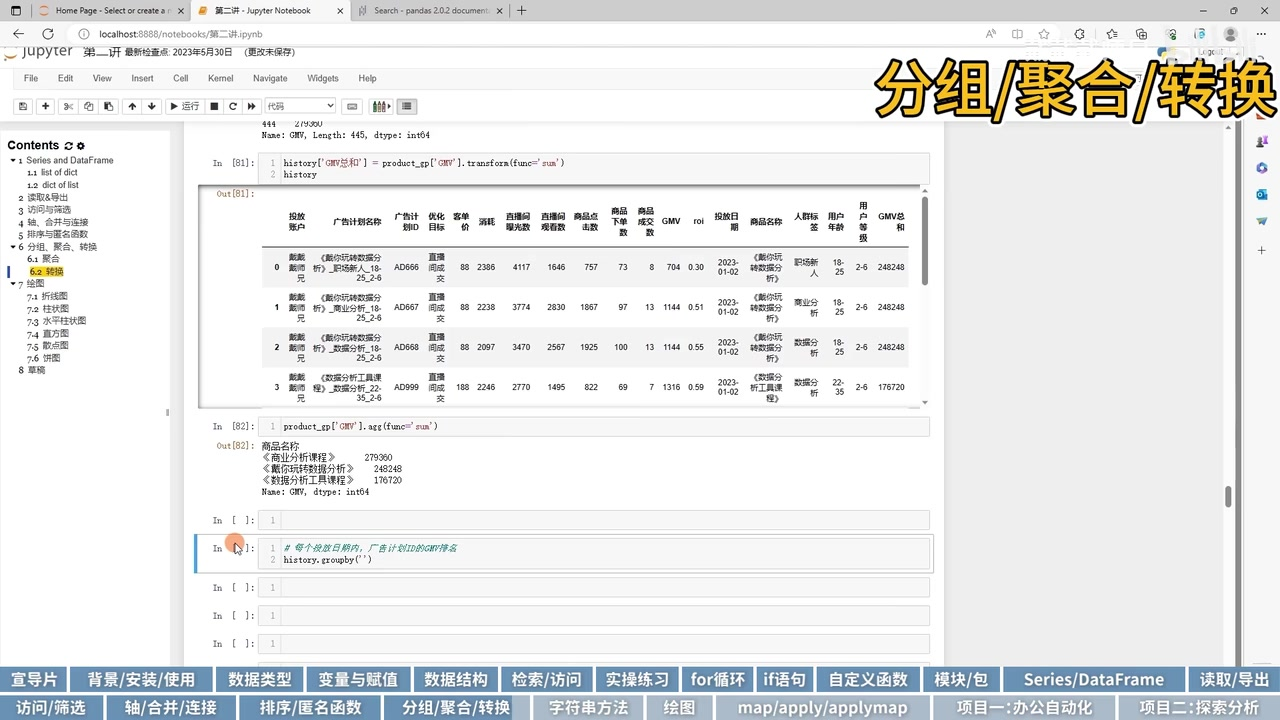 Home Page - Select or create a n
第二讲 - Jupyter Notebook
Search - pandas 2.0.2 document
localhost:8888/notebooks/第二讲.ipynb
jupyter 第二讲 最新检查点: 2023年5月30日 (更改未保存)
Logout
分组/聚合/转换
File Edit View Insert Cell Kernel Navigate Widgets Help
运行 代码
Contents
1 Series and DataFrame
1.1 list of dict
1.2 dict of list
2 读取&导出
3 访问与筛选
4 轴、合并与连接
5 排序与匿名函数
6 分组、聚合、转换
6.1 聚合
6.2 转换
7 绘图
7.1 折线图
7.2 柱状图
7.3 水平柱状图
7.4 直方图
7.5 散点图
7.6 饼图
8 草稿
444 279360
Name: GMV, Length: 445, dtype: int64
In [81]: 1 history['GMV总和'] = product_gp['GMV'].transform(func='sum')
2 history
Out[81]:
投放账户 广告计划名称 广告计划ID 优化目标 客单价 消耗 直播间曝光数 直播间观看数 商品点击数 商品下单数 商品成交数 GMV roi 投放日期 商品名称 人群标签 用户年龄 用户等级 GMV总和
0 戴戴戴师兄 《戴你玩转数据分析》_职场新人_18-25_2-6 AD666 直播间成交 88 2386 4117 1646 757 73 8 704 0.30 2023-01-02 《戴你玩转数据分析》 职场新人 18-25 2-6 248248
1 戴戴戴师兄 《戴你玩转数据分析》_商业分析_18-25_2-6 AD667 直播间成交 88 2238 3774 2830 1867 97 13 1144 0.51 2023-01-02 《戴你玩转数据分析》 商业分析 18-25 2-6 248248
2 戴戴戴师兄 《戴你玩转数据分析》_数据分析_18-25_2-6 AD668 直播间成交 88 2097 3470 2567 1925 100 13 1144 0.55 2023-01-02 《戴你玩转数据分析》 数据分析 18-25 2-6 248248
3 戴戴戴师兄 《数据分析工具课程》_数据分析_22-35_2-6 AD999 直播间成交 188 2246 2770 1495 822 69 7 1316 0.59 2023-01-02 《数据分析工具课程》 数据分析 22-35 2-6 176720
In [82]: 1 product_gp['GMV'].agg(func='sum')
Out[82]: 商品名称
《商业分析课程》 279360
《戴你玩转数据分析》 248248
《数据分析工具课程》 176720
Name: GMV, dtype: int64
In [ ]: 1
In [ ]: 1 # 每个投放日期内，广告计划ID的GMV排名
2 history.groupby('')
In [ ]: 1
In [ ]: 1
In [ ]: 1
宣导片 背景/安装/使用 数据类型 变量与赋值 数据结构 检索/访问 实操练习 for循环 if语句 自定义函数 模块/包 Series/DataFrame 读取/导出
访问/筛选 轴/合并/连接 排序/匿名函数 分组/聚合/转换 字符串方法 绘图 map/apply/applymap 项目一:办公自动化 项目二:探索分析